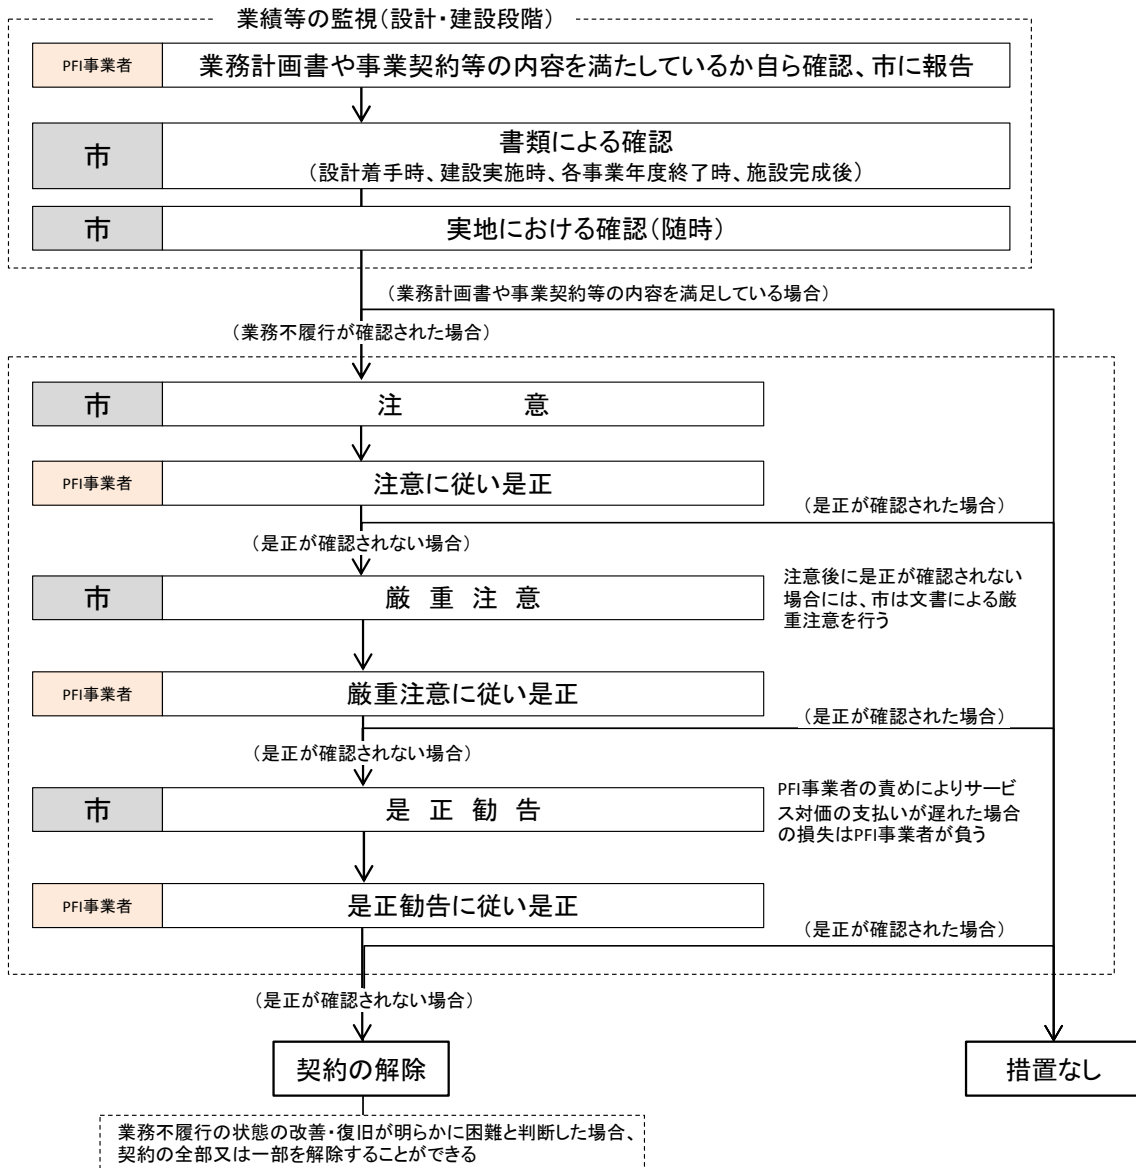 業績等の監視（設計・建設段階）
PFI事業者 業務計画書や事業契約等の内容を満たしているか自ら確認、市に報告
市 書類による確認
（設計着手時、建設実施時、各事業年度終了時、施設完成後）
市 実地における確認（随時）
（業務計画書や事業契約等の内容を満足している場合）
（業務不履行が確認された場合）
市 注 意
PFI事業者 注意に従い是正
（是正が確認された場合）
（是正が確認されない場合）
市 厳 重 注 意
注意後に是正が確認されない
場合には、市は文書による厳
重注意を行う
PFI事業者 厳重注意に従い是正
（是正が確認された場合）
（是正が確認されない場合）
市 是 正 勧 告
PFI事業者の責めによりサービ
ス対価の支払いが遅れた場合
の損失はPFI事業者が負う
PFI事業者 是正勧告に従い是正
（是正が確認された場合）
（是正が確認されない場合）
契約の解除
措置なし
業務不履行の状態の改善・復旧が明らかに困難と判断した場合、
契約の全部又は一部を解除することができる